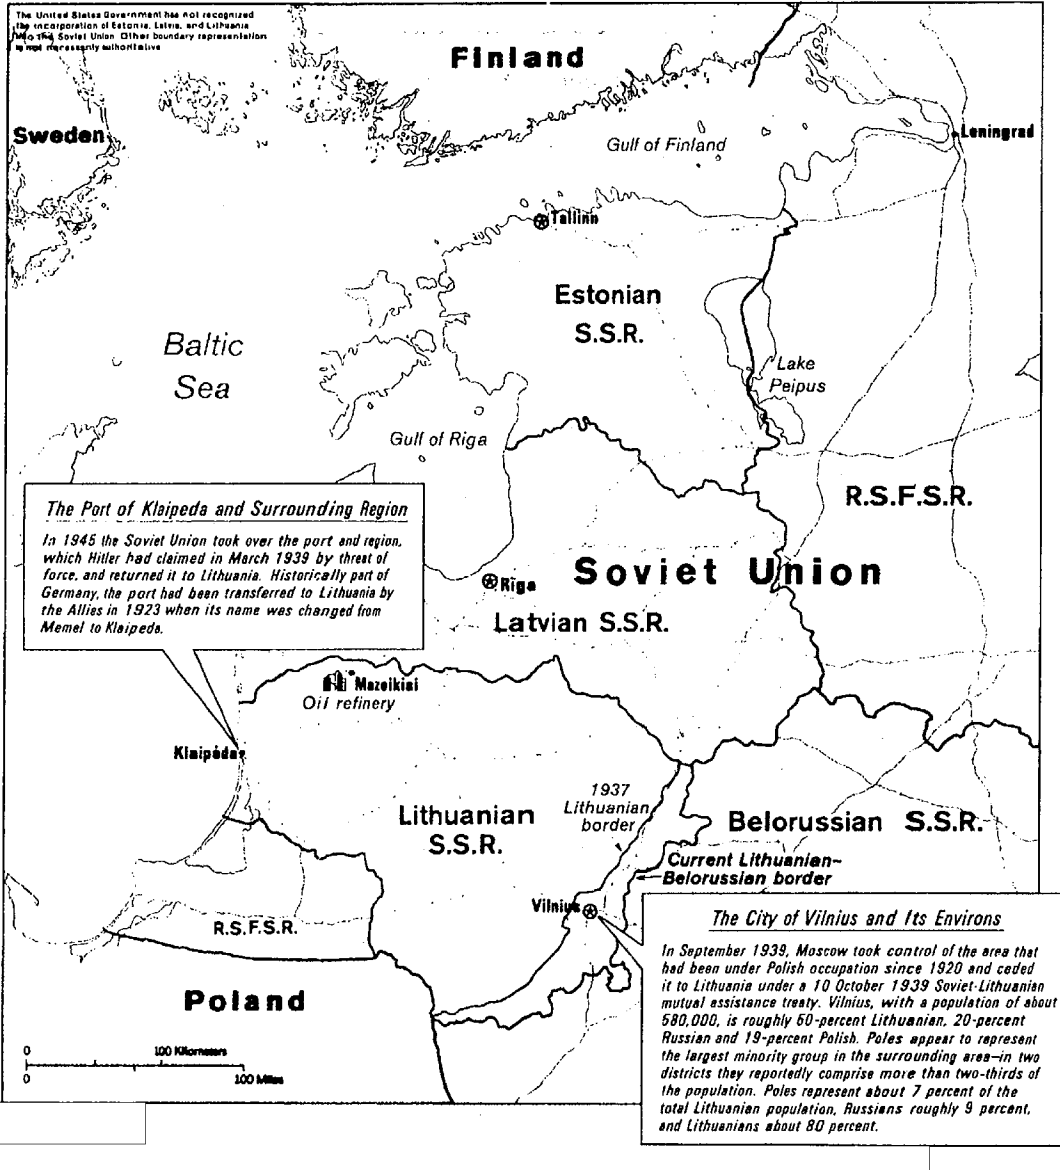 The United States Government has not recognized
the incorporation of Estonia, Latvia, and Lithuania
into the Soviet Union. Other boundary representation
is not necessarily authoritative
Finland
Sweden
Leningrad
Gulf of Finland
Tallinn
Estonian
S.S.R.
Baltic
Sea
Lake
Peipus
Gulf of Riga
R.S.F.S.R.
The Port of Klaipeda and Surrounding Region
In 1945 the Soviet Union took over the port and region,
which Hitler had claimed in March 1939 by threat of
force, and returned it to Lithuania. Historically part of
Germany, the port had been transferred to Lithuania by
the Allies in 1923 when its name was changed from
Memel to Klaipeda.
Soviet Union
Riga
Latvian S.S.R.
Mazeikiai
Oil refinery
Klaipėda
1937
Lithuanian
border
Lithuanian
S.S.R.
Belorussian S.S.R.
Current Lithuanian-
Belorussian border
Vilnius
R.S.F.S.R.
The City of Vilnius and Its Environs
In September 1939, Moscow took control of the area that
had been under Polish occupation since 1920 and ceded
it to Lithuania under a 10 October 1939 Soviet-Lithuanian
mutual assistance treaty. Vilnius, with a population of about
580,000, is roughly 50-percent Lithuanian, 20-percent
Russian and 19-percent Polish. Poles appear to represent
the largest minority group in the surrounding area—in two
districts they reportedly comprise more than two-thirds of
the population. Poles represent about 7 percent of the
total Lithuanian population, Russians roughly 9 percent,
and Lithuanians about 80 percent.
Poland
0 100 Kilometers
0 100 Miles